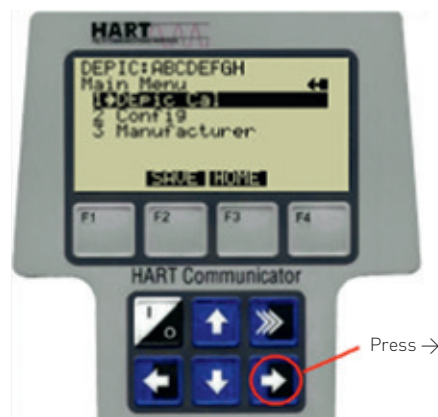 HART
DEPIC:ABCDEFGH
Main Menu
1→DEpic Cal
2 Config
3 Manufacturer
SAVE HOME
F1 F2 F3 F4
HART Communicator
I
O
Press →